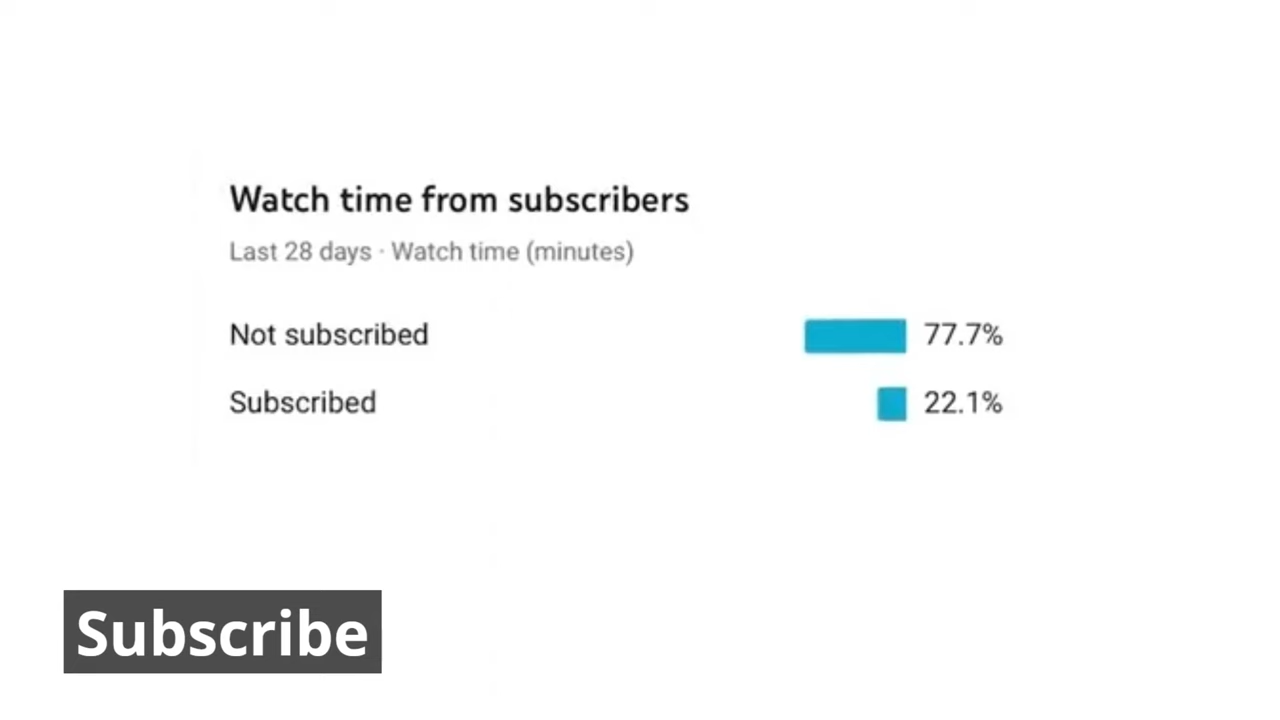 Watch time from subscribers
Last 28 days · Watch time (minutes)
Not subscribed 77.7%
Subscribed 22.1%
Subscribe